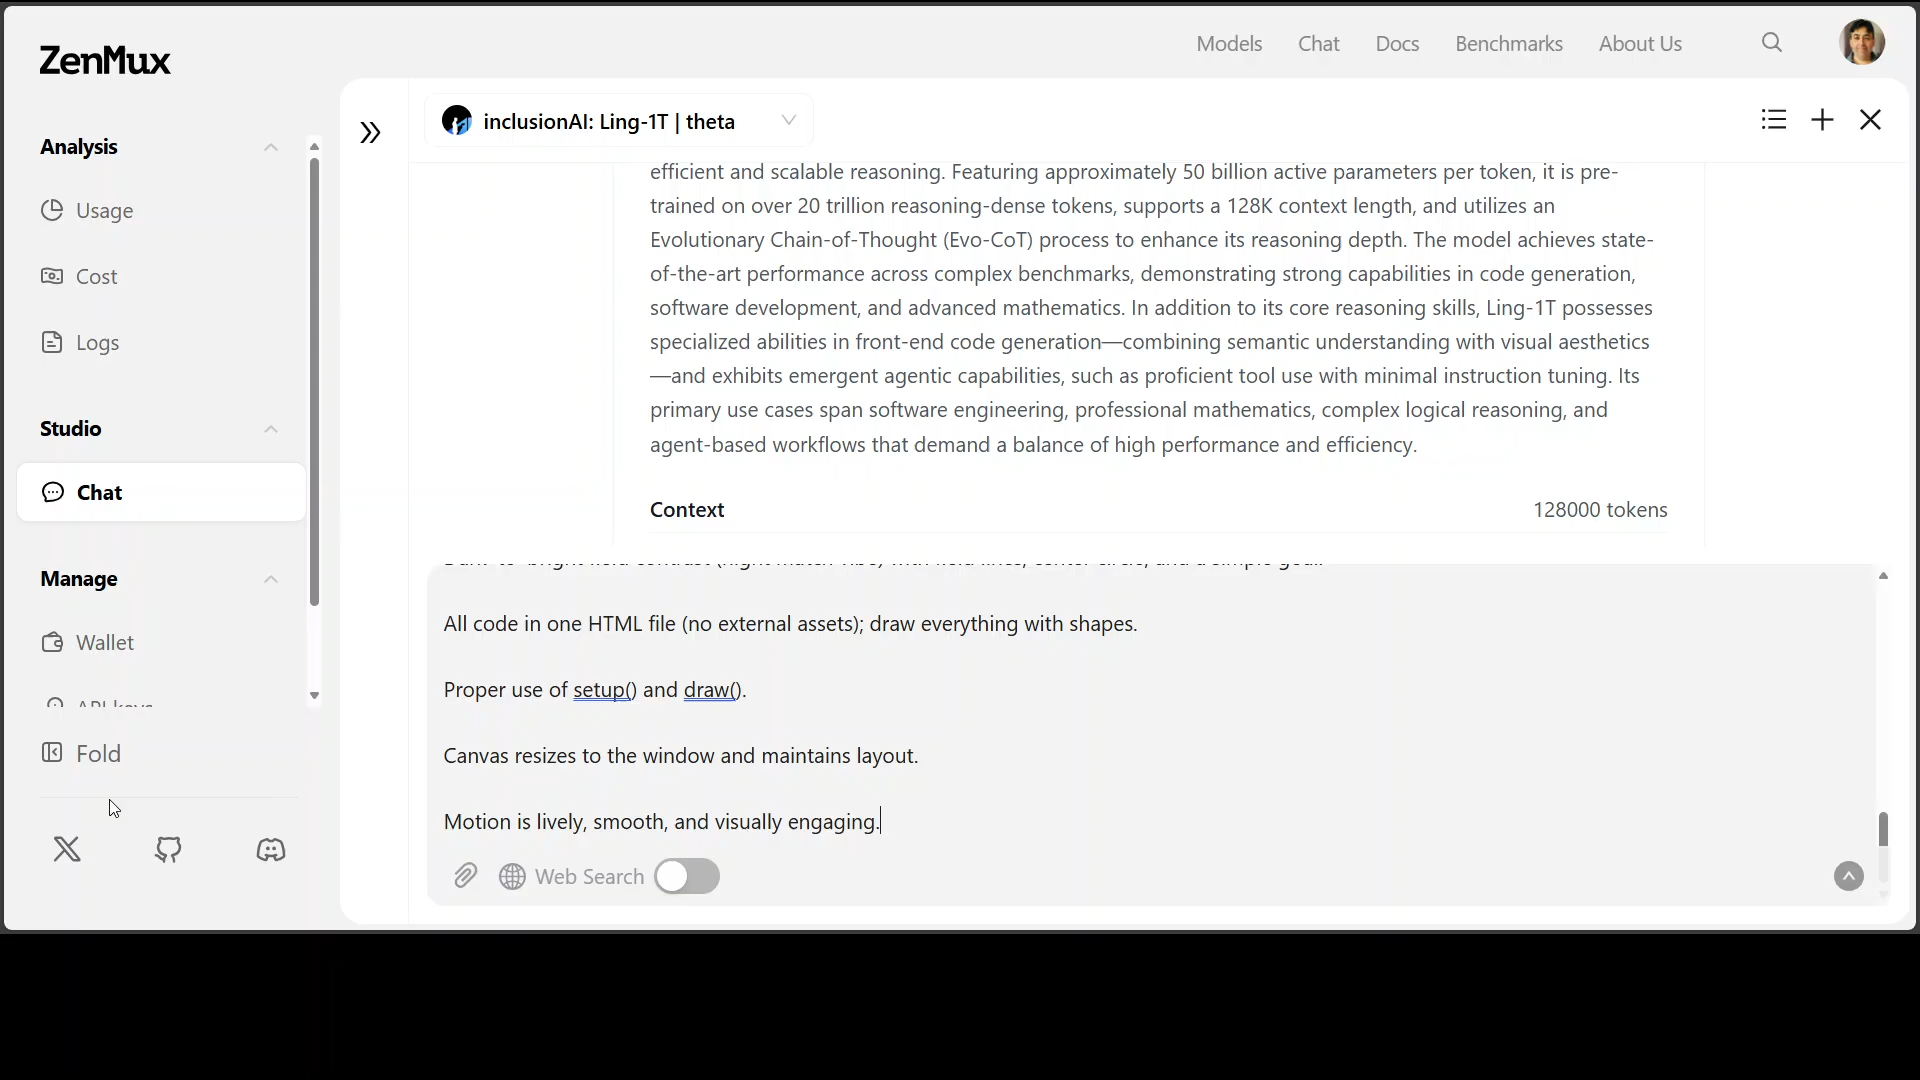 ZenMux
Models
Chat
Docs
Benchmarks
About Us
Analysis
Usage
Cost
Logs
Studio
Chat
Manage
Wallet
API keys
Fold
inclusionAI: Ling-1T | theta
efficient and scalable reasoning. Featuring approximately 50 billion active parameters per token, it is pre-
trained on over 20 trillion reasoning-dense tokens, supports a 128K context length, and utilizes an
Evolutionary Chain-of-Thought (Evo-CoT) process to enhance its reasoning depth. The model achieves state-
of-the-art performance across complex benchmarks, demonstrating strong capabilities in code generation,
software development, and advanced mathematics. In addition to its core reasoning skills, Ling-1T possesses
specialized abilities in front-end code generation—combining semantic understanding with visual aesthetics
—and exhibits emergent agentic capabilities, such as proficient tool use with minimal instruction tuning. Its
primary use cases span software engineering, professional mathematics, complex logical reasoning, and
agent-based workflows that demand a balance of high performance and efficiency.
Context
128000 tokens
All code in one HTML file (no external assets); draw everything with shapes.
Proper use of setup() and draw().
Canvas resizes to the window and maintains layout.
Motion is lively, smooth, and visually engaging.
Web Search